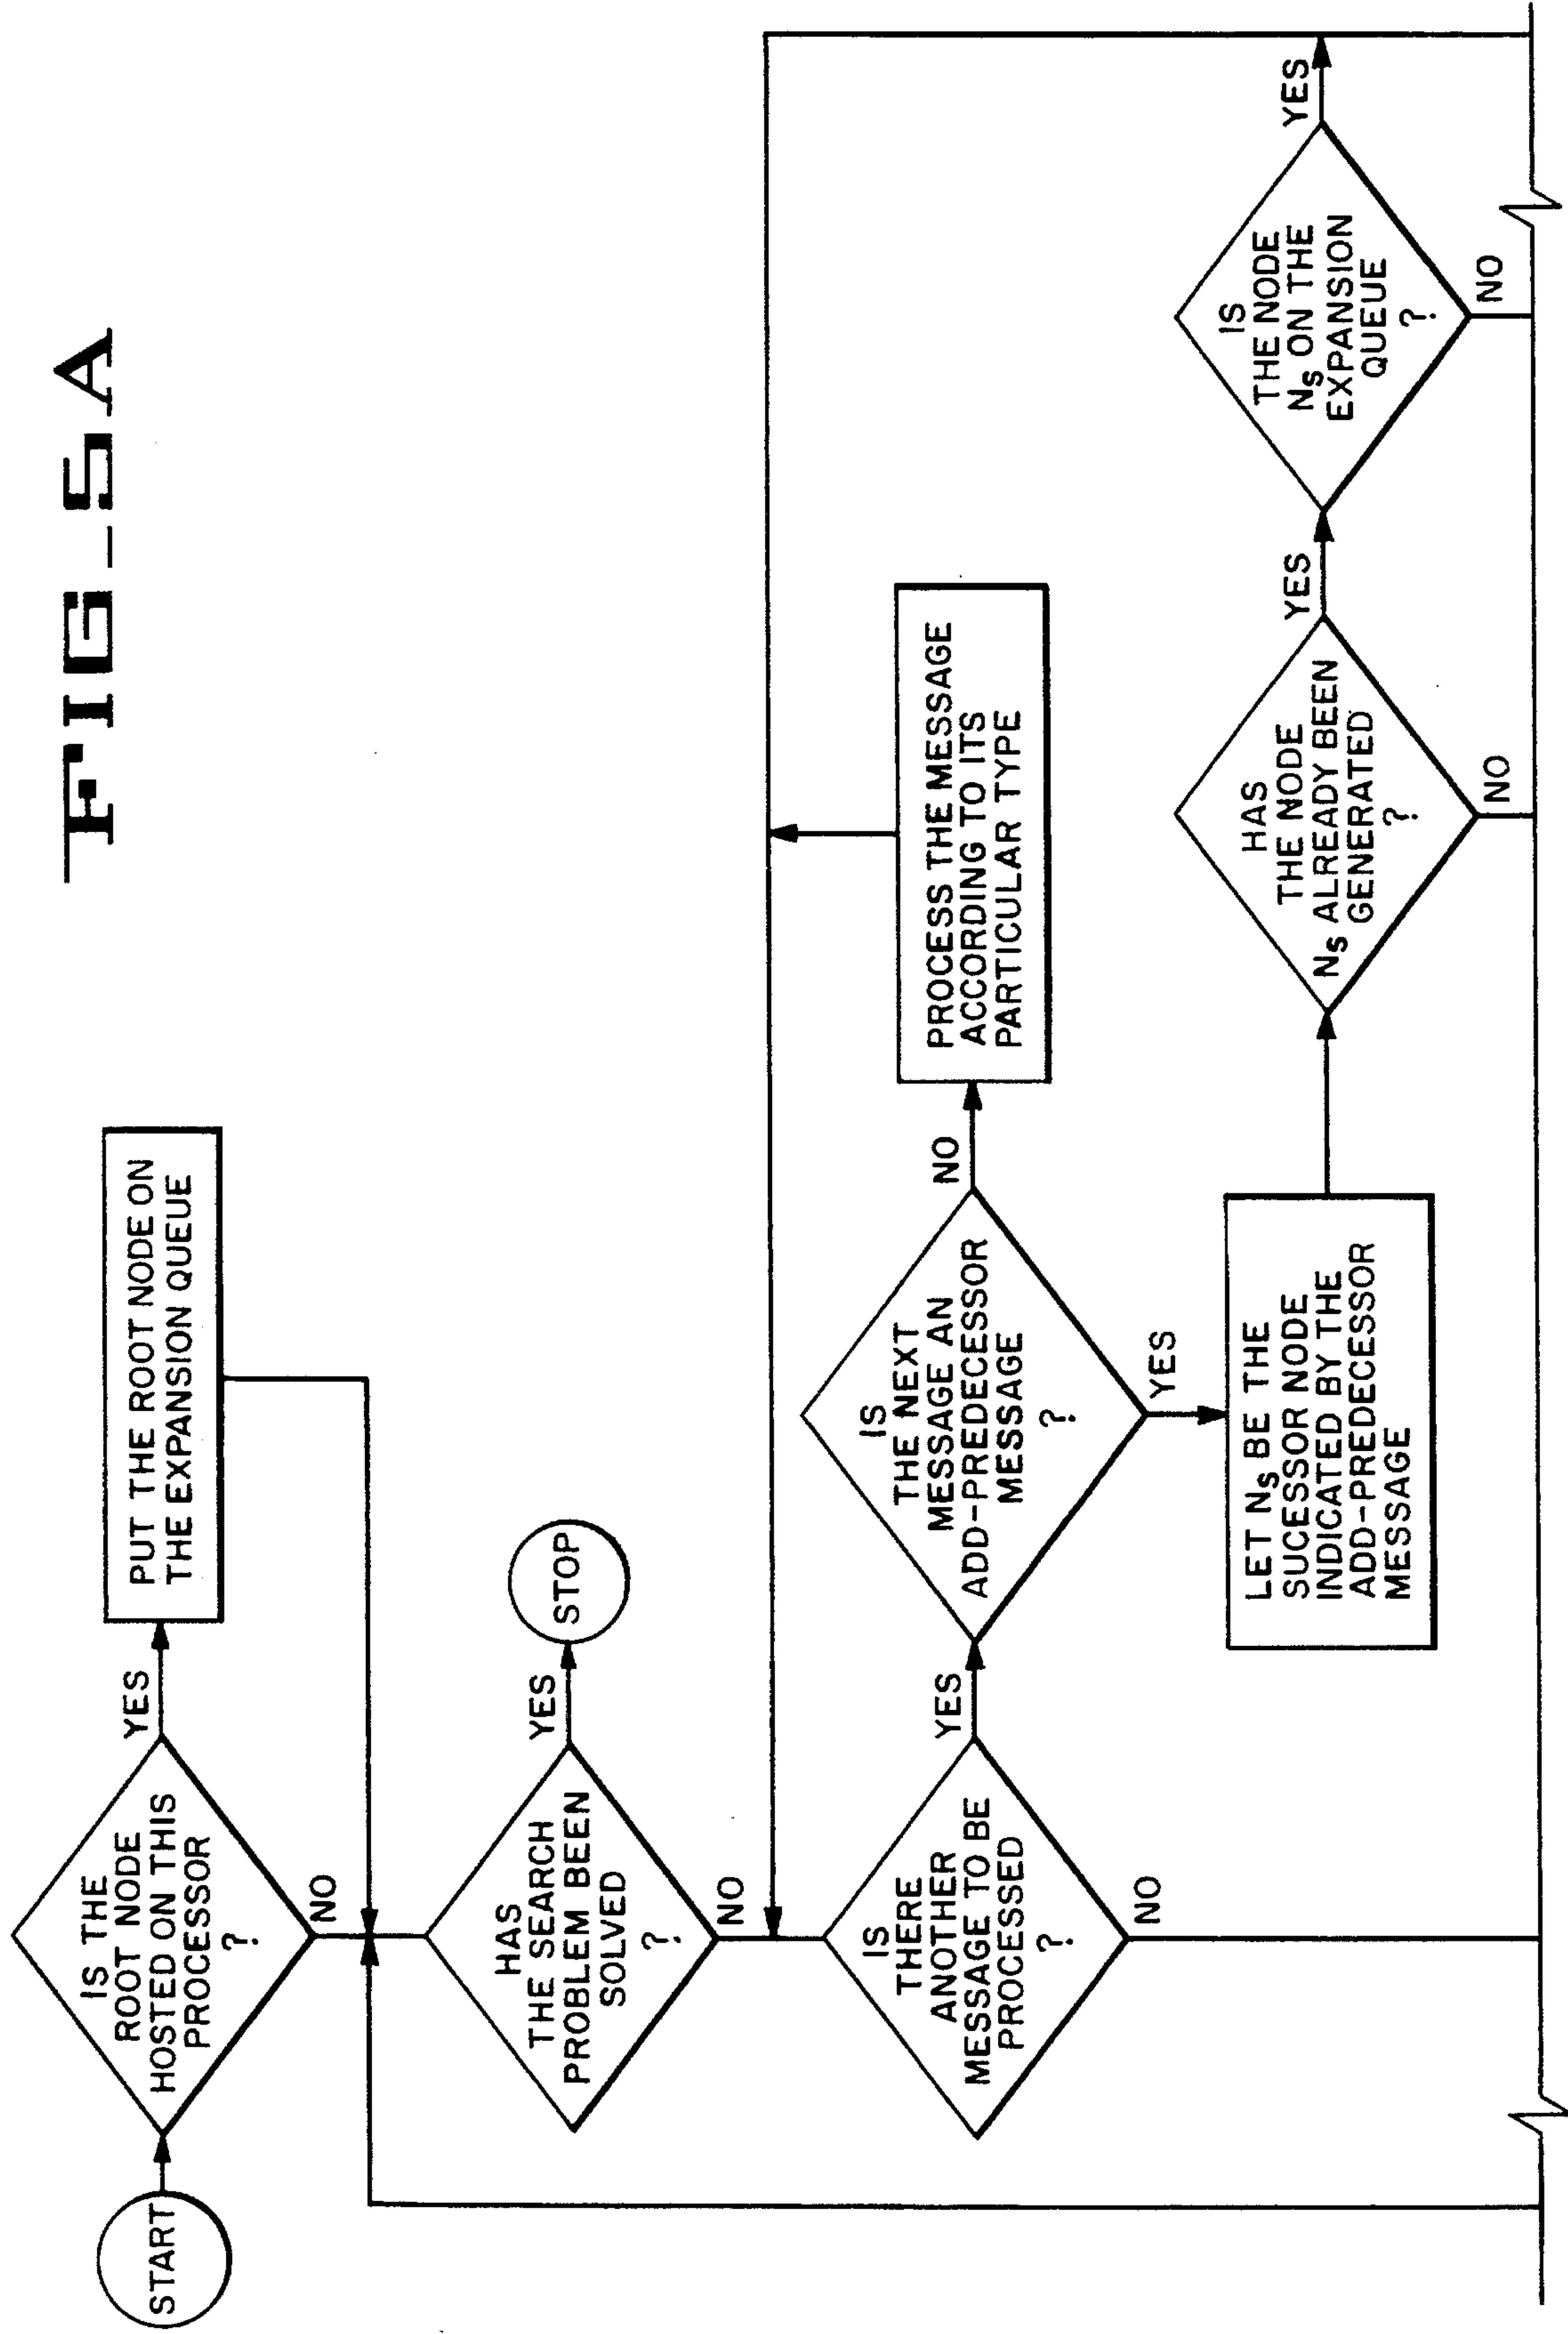 FIG_5A
START
IS THE
ROOT NODE
HOSTED ON THIS
PROCESSOR
?
YES
NO
PUT THE ROOT NODE ON
THE EXPANSION QUEUE
HAS
THE SEARCH
PROBLEM BEEN
SOLVED
?
YES
STOP
NO
IS
THERE
ANOTHER
MESSAGE TO BE
PROCESSED
?
YES
NO
IS
THE NEXT
MESSAGE AN
ADD-PREDECESSOR
MESSAGE
?
NO
YES
PROCESS THE MESSAGE
ACCORDING TO ITS
PARTICULAR TYPE
LET Ns BE THE
SUCESSOR NODE
INDICATED BY THE
ADD-PREDECESSOR
MESSAGE
HAS
THE NODE
Ns ALREADY BEEN
GENERATED
?
YES
NO
IS
THE NODE
Ns ON THE
EXPANSION
QUEUE
?
YES
NO